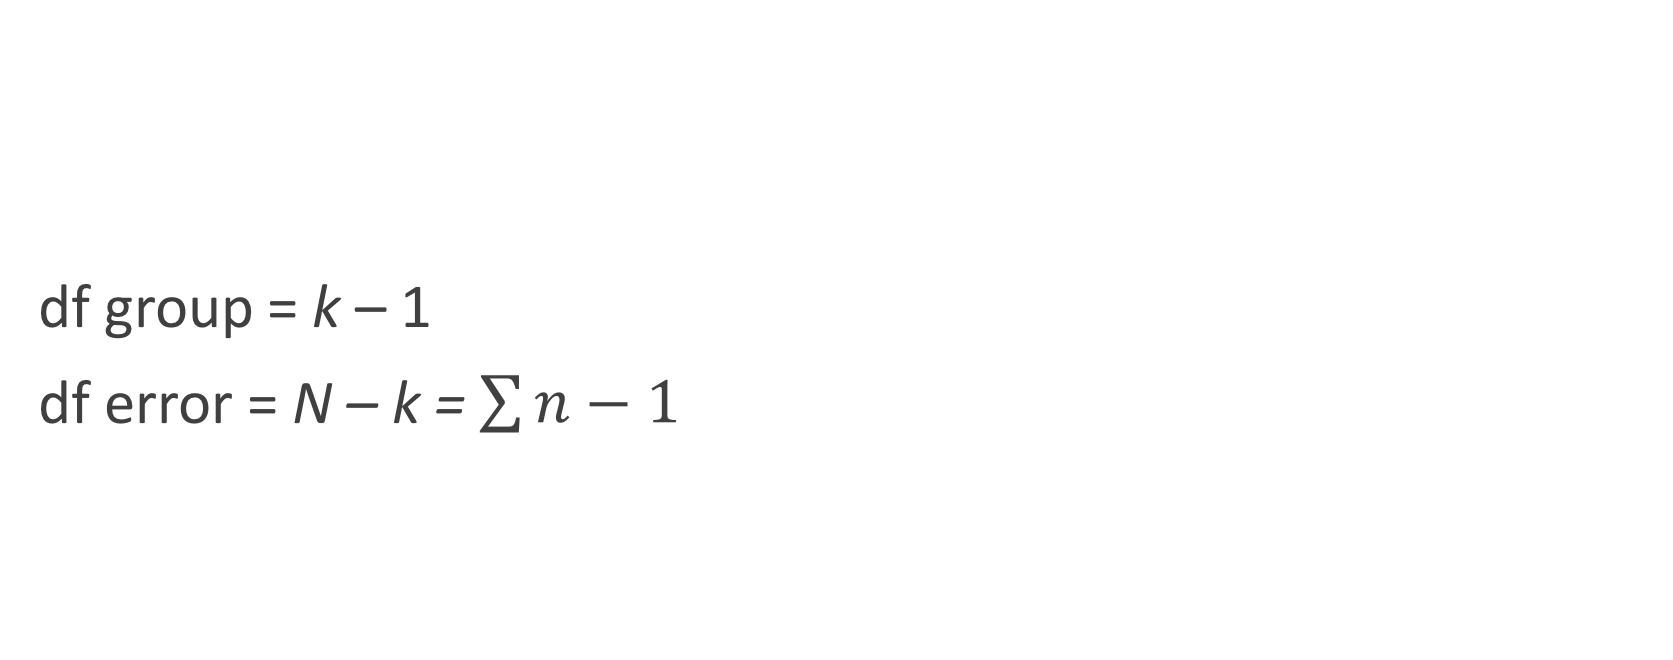 df group = k – 1
df error = N – k = ∑ n − 1